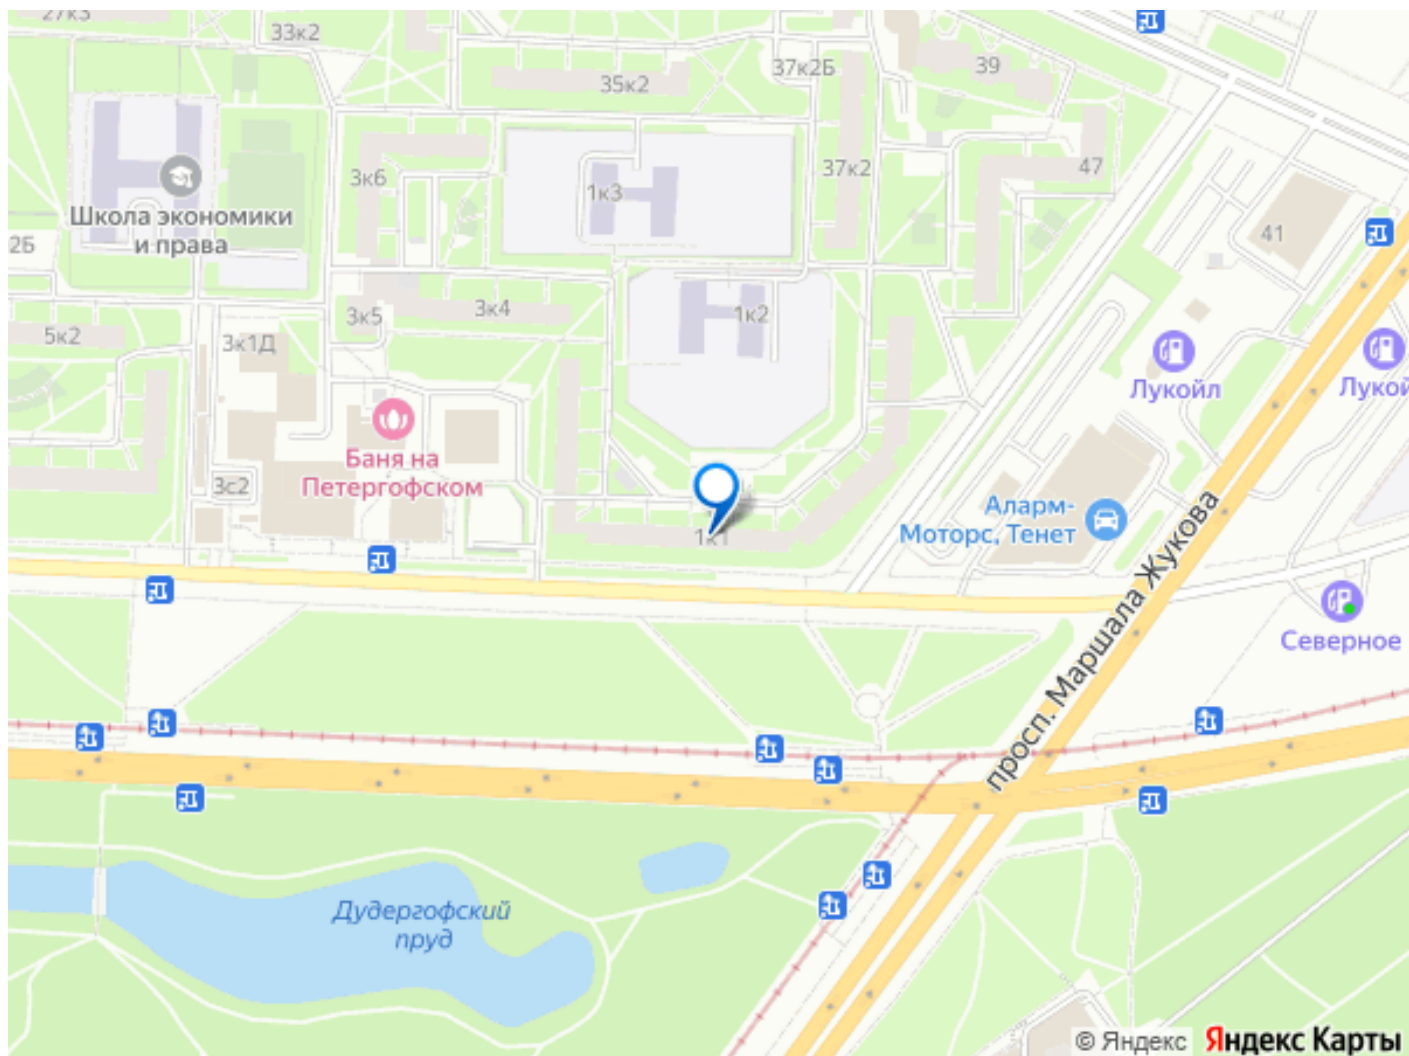 27к3
33к2
35к2
37к2Б
39
3к6
1к3
37к2
47
Школа экономики
и права
2Б
41
5к2
3к5
3к4
1к2
3к1Д
Лукойл
Лукой
Баня на
Петергофском
3с2
1к1
Аларм-
Моторс, Тенет
просп. Маршала Жукова
Северное
Дудергофский
пруд
© Яндекс Яндекс Карты